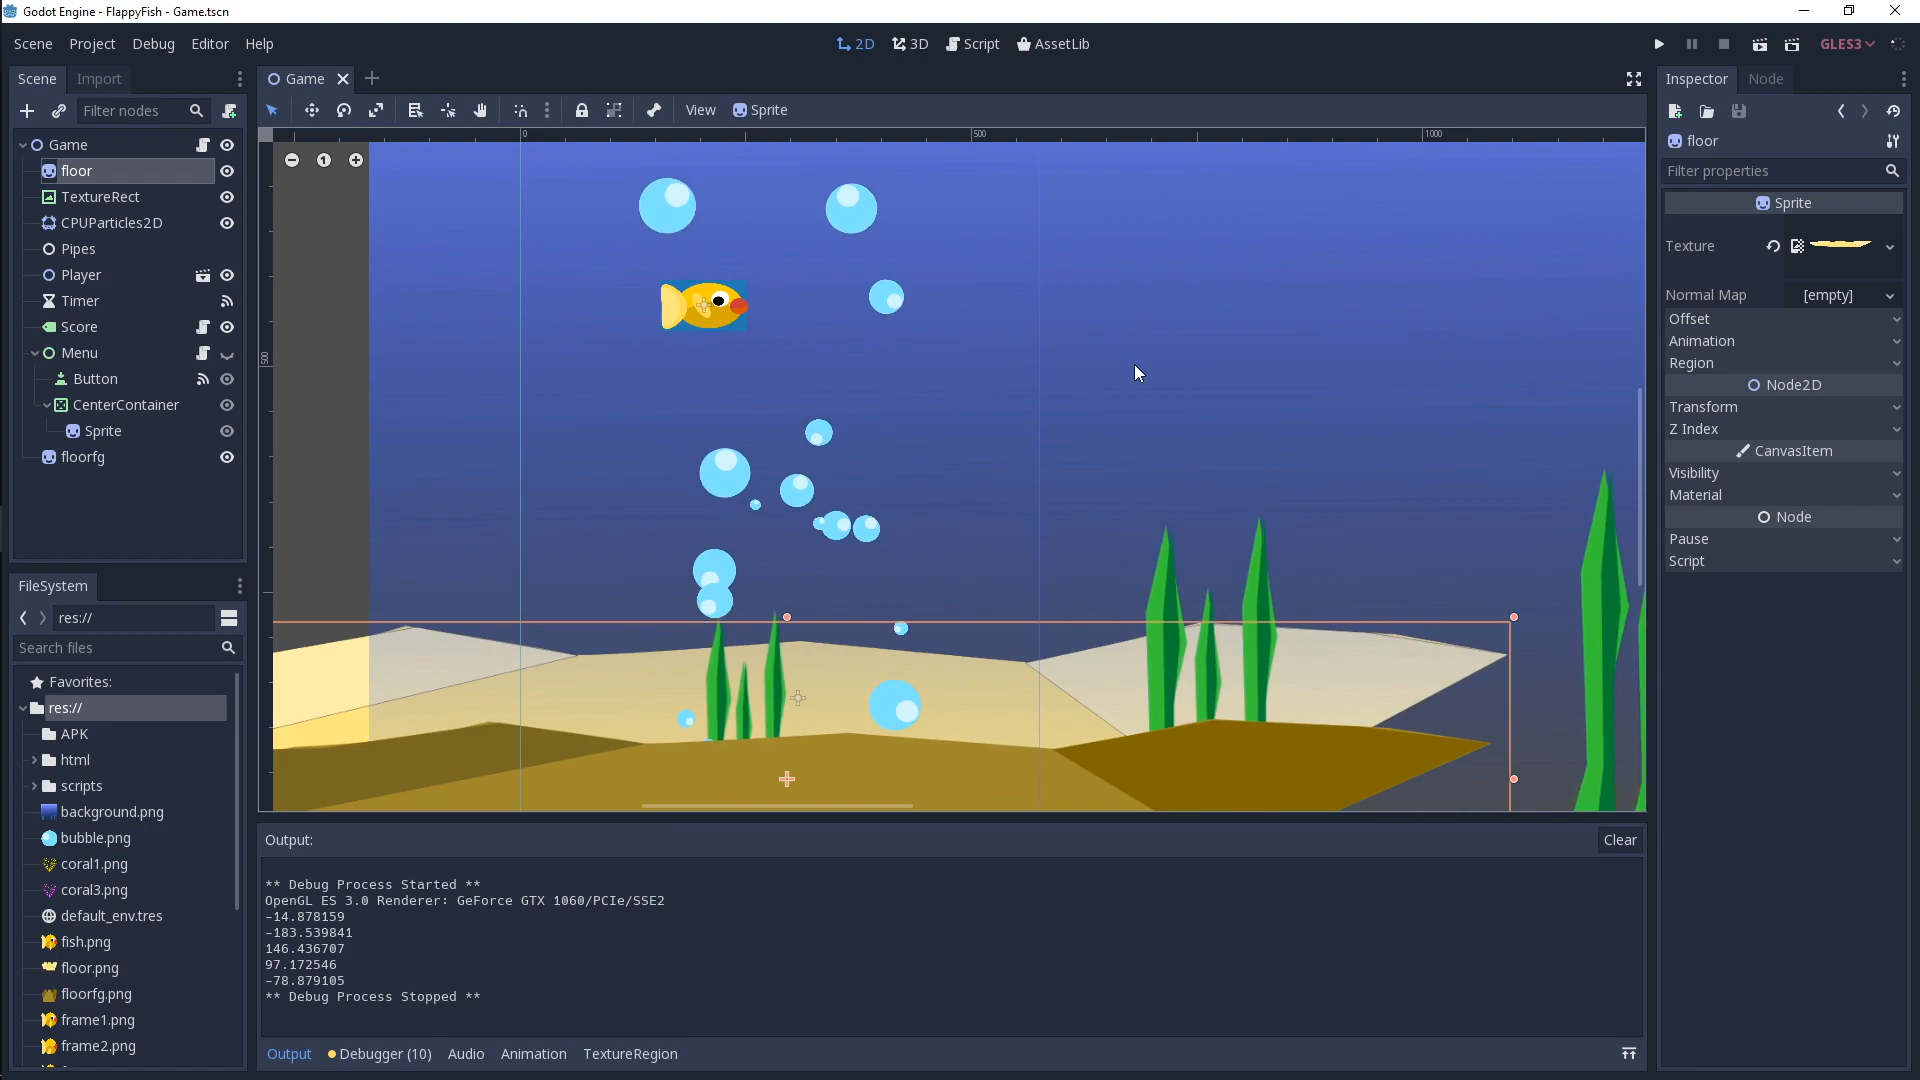 Godot Engine - FlappyFish - Game.tscn
Scene Project Debug Editor Help
2D 3D Script AssetLib
GLES3
Scene Import
Filter nodes
Game
floor
TextureRect
CPUParticles2D
Pipes
Player
Timer
Score
Menu
Button
CenterContainer
Sprite
floorfg
FileSystem
res://
Search files
Favorites:
res://
APK
html
scripts
background.png
bubble.png
coral1.png
coral3.png
default_env.tres
fish.png
floor.png
floorfg.png
frame1.png
frame2.png
Game
View Sprite
0 500 1000
500
1
Output:
Clear
** Debug Process Started **
OpenGL ES 3.0 Renderer: GeForce GTX 1060/PCIe/SSE2
-14.878159
-183.539841
146.436707
97.172546
-78.879105
** Debug Process Stopped **
Output Debugger (10) Audio Animation TextureRegion
Inspector Node
floor
Filter properties
Sprite
Texture
Normal Map [empty]
Offset
Animation
Region
Node2D
Transform
Z Index
CanvasItem
Visibility
Material
Node
Pause
Script